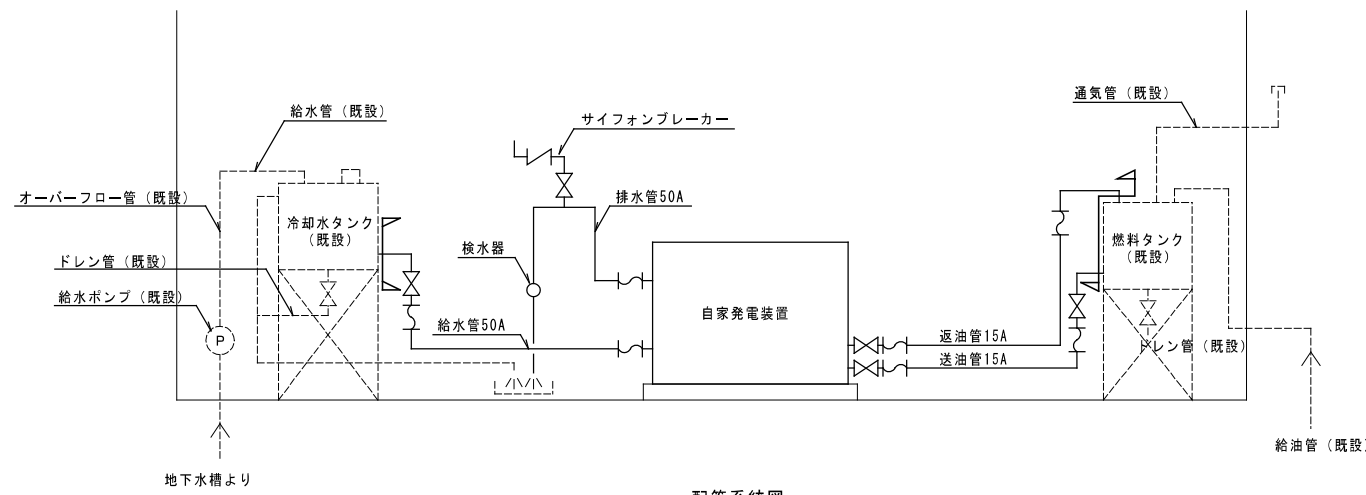 通気管（既設）
給水管（既設）
サイフォンブレーカー
オーバーフロー管（既設）
排水管50A
冷却水タンク
（既設）
検水器
燃料タンク
（既設）
ドレン管（既設）
給水ポンプ（既設）
自家発電装置
給水管50A
P
返油管15A
ドレン管（既設）
送油管15A
給油管（既設）
地下水槽より
配管系統図